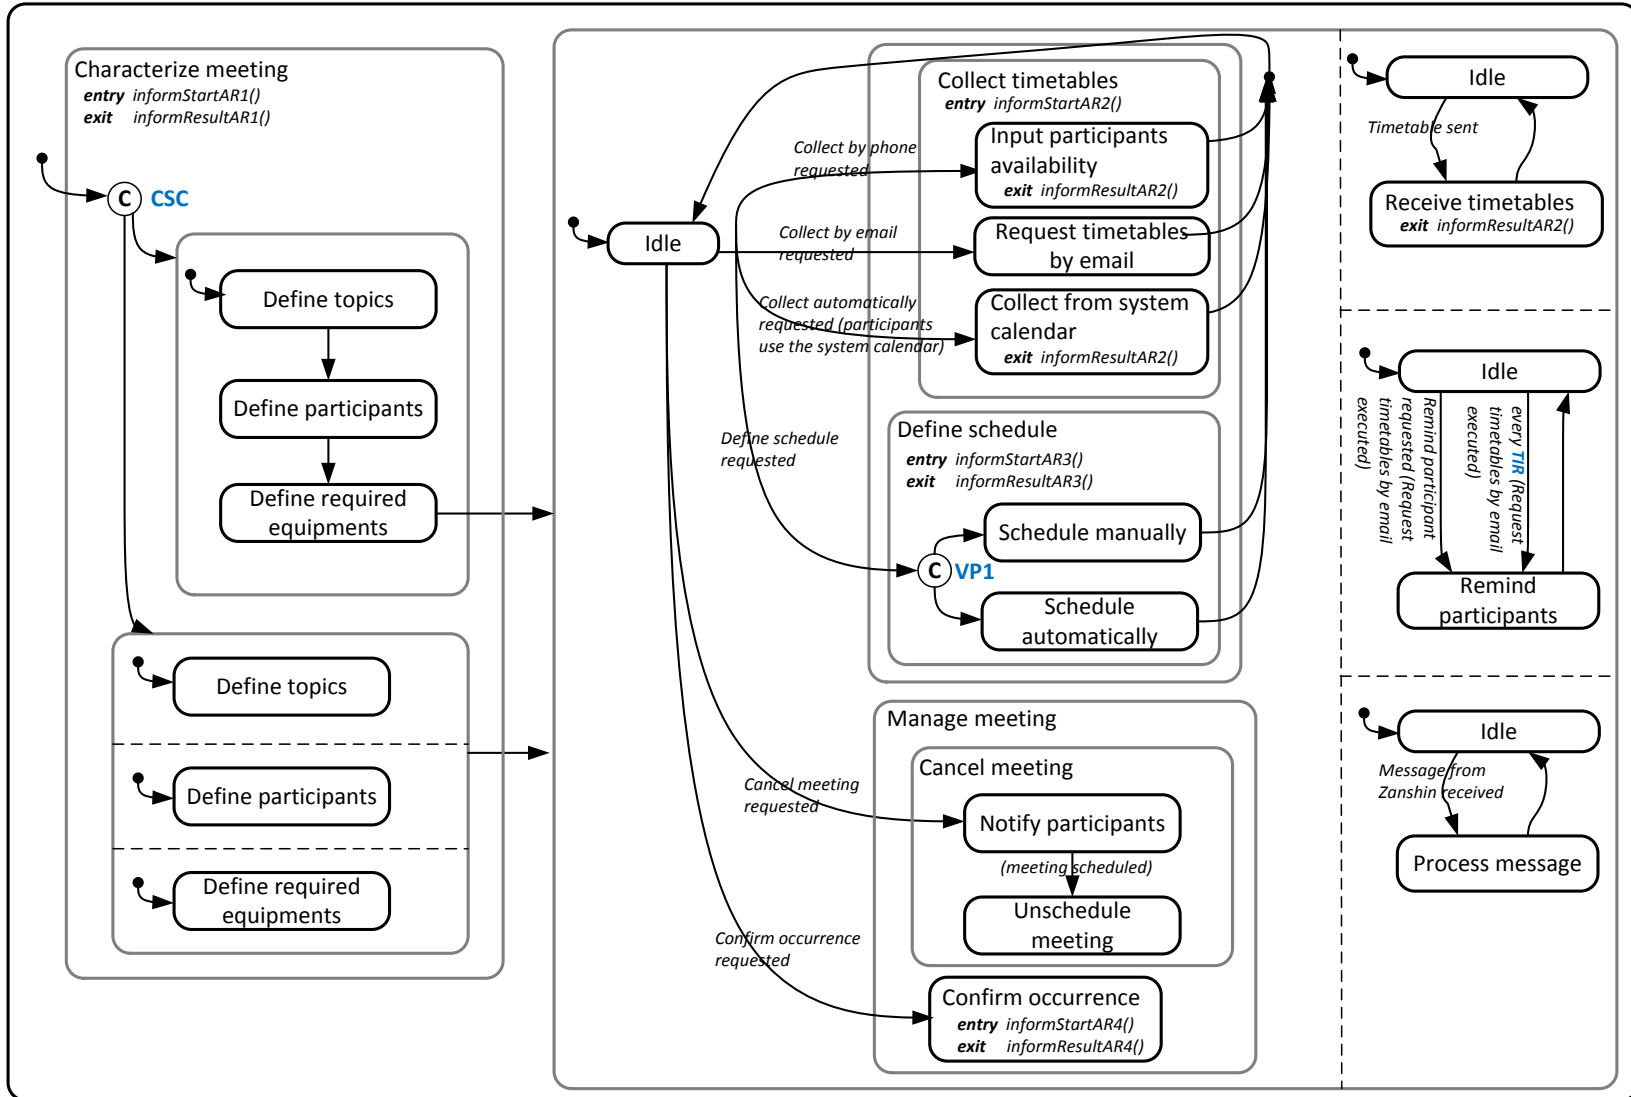 Characterize meeting
entry informStartAR1()
exit informResultAR1()
C CSC
Define topics
Define participants
Define required
equipments
Define topics
Define participants
Define required
equipments
Idle
Collect by phone
requested
Collect by email
requested
Collect automatically
requested (participants
use the system calendar)
Define schedule
requested
Cancel meeting
requested
Confirm occurrence
requested
Collect timetables
entry informStartAR2()
Input participants
availability
exit informResultAR2()
Request timetables
by email
Collect from system
calendar
exit informResultAR2()
Define schedule
entry informStartAR3()
exit informResultAR3()
Schedule manually
C VP1
Schedule
automatically
Manage meeting
Cancel meeting
Notify participants
(meeting scheduled)
Unschedule
meeting
Confirm occurrence
entry informStartAR4()
exit informResultAR4()
Idle
Timetable sent
Receive timetables
exit informResultAR2()
Idle
Remind participant
requested (Request
timetables by email
executed)
every TIR (Request
timetables by email
executed)
Remind
participants
Idle
Message from
Zanshin received
Process message